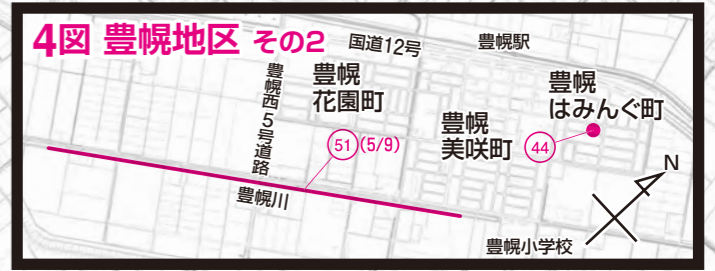 4図 豊幌地区 その2
国道12号
豊幌駅
豊幌
花園町
豊幌
はみんぐ町
豊幌西5号道路
豊幌
美咲町
51 (5/9)
44
N
豊幌川
豊幌小学校